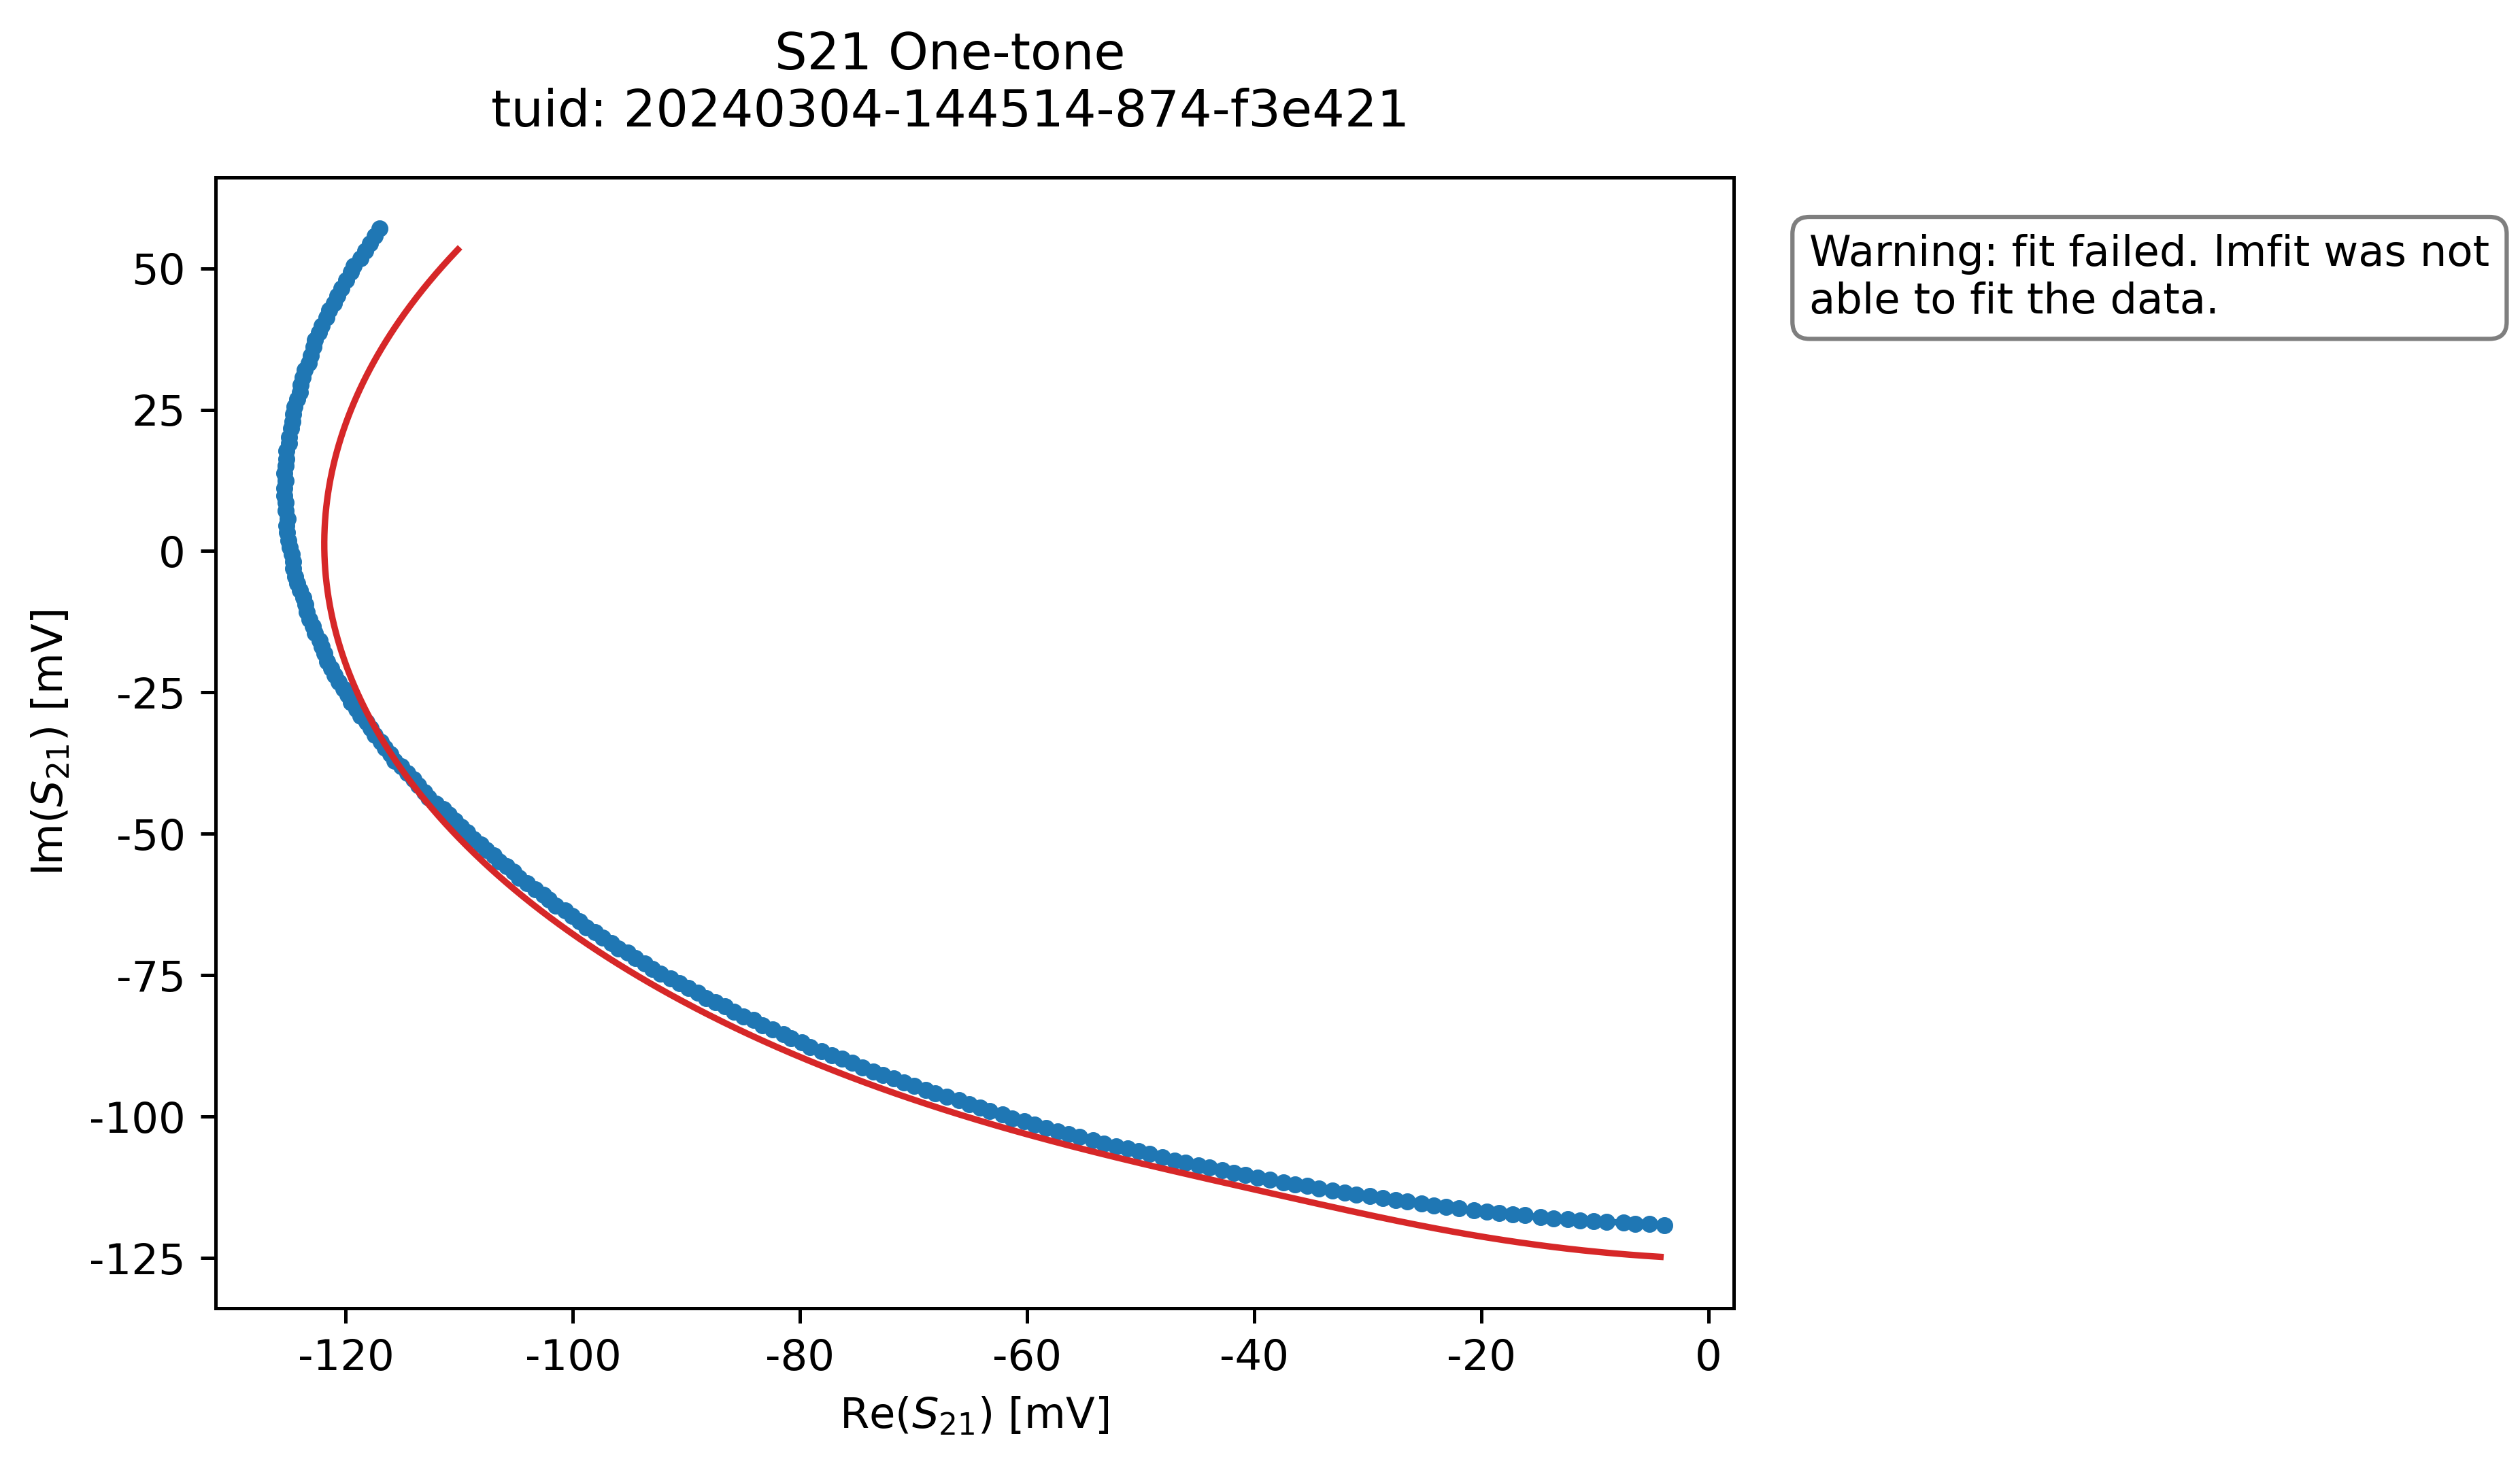 S21 One-tone
tuid: 20240304-144514-874-f3e421
Warning: fit failed. lmfit was not
able to fit the data.
50
25
0
-25
-50
-75
-100
-125
Im(S21) [mV]
-120 -100 -80 -60 -40 -20 0
Re(S21) [mV]